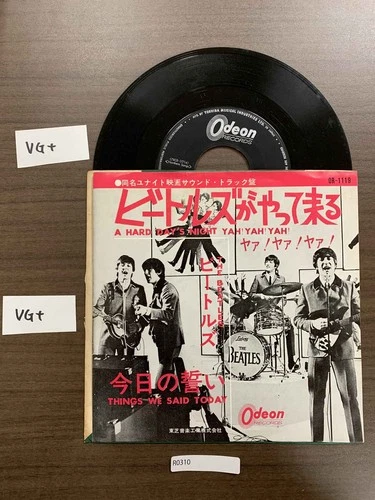 Odeon
RECORDS
VG+
●同名ユナイト映画サウンド・トラック盤
OR-1119
ビートルズがやって来る
A HARD DAY'S NIGHT YAH! YAH! YAH!
ヤァ!ヤァ!ヤァ!
THE BEATLES
ビートルズ
Ludwig
THE
BEATLES
VG+
今日の誓い
THINGS WE SAID TODAY
Odeon
RECORDS
東芝音楽工業株式会社
R0310